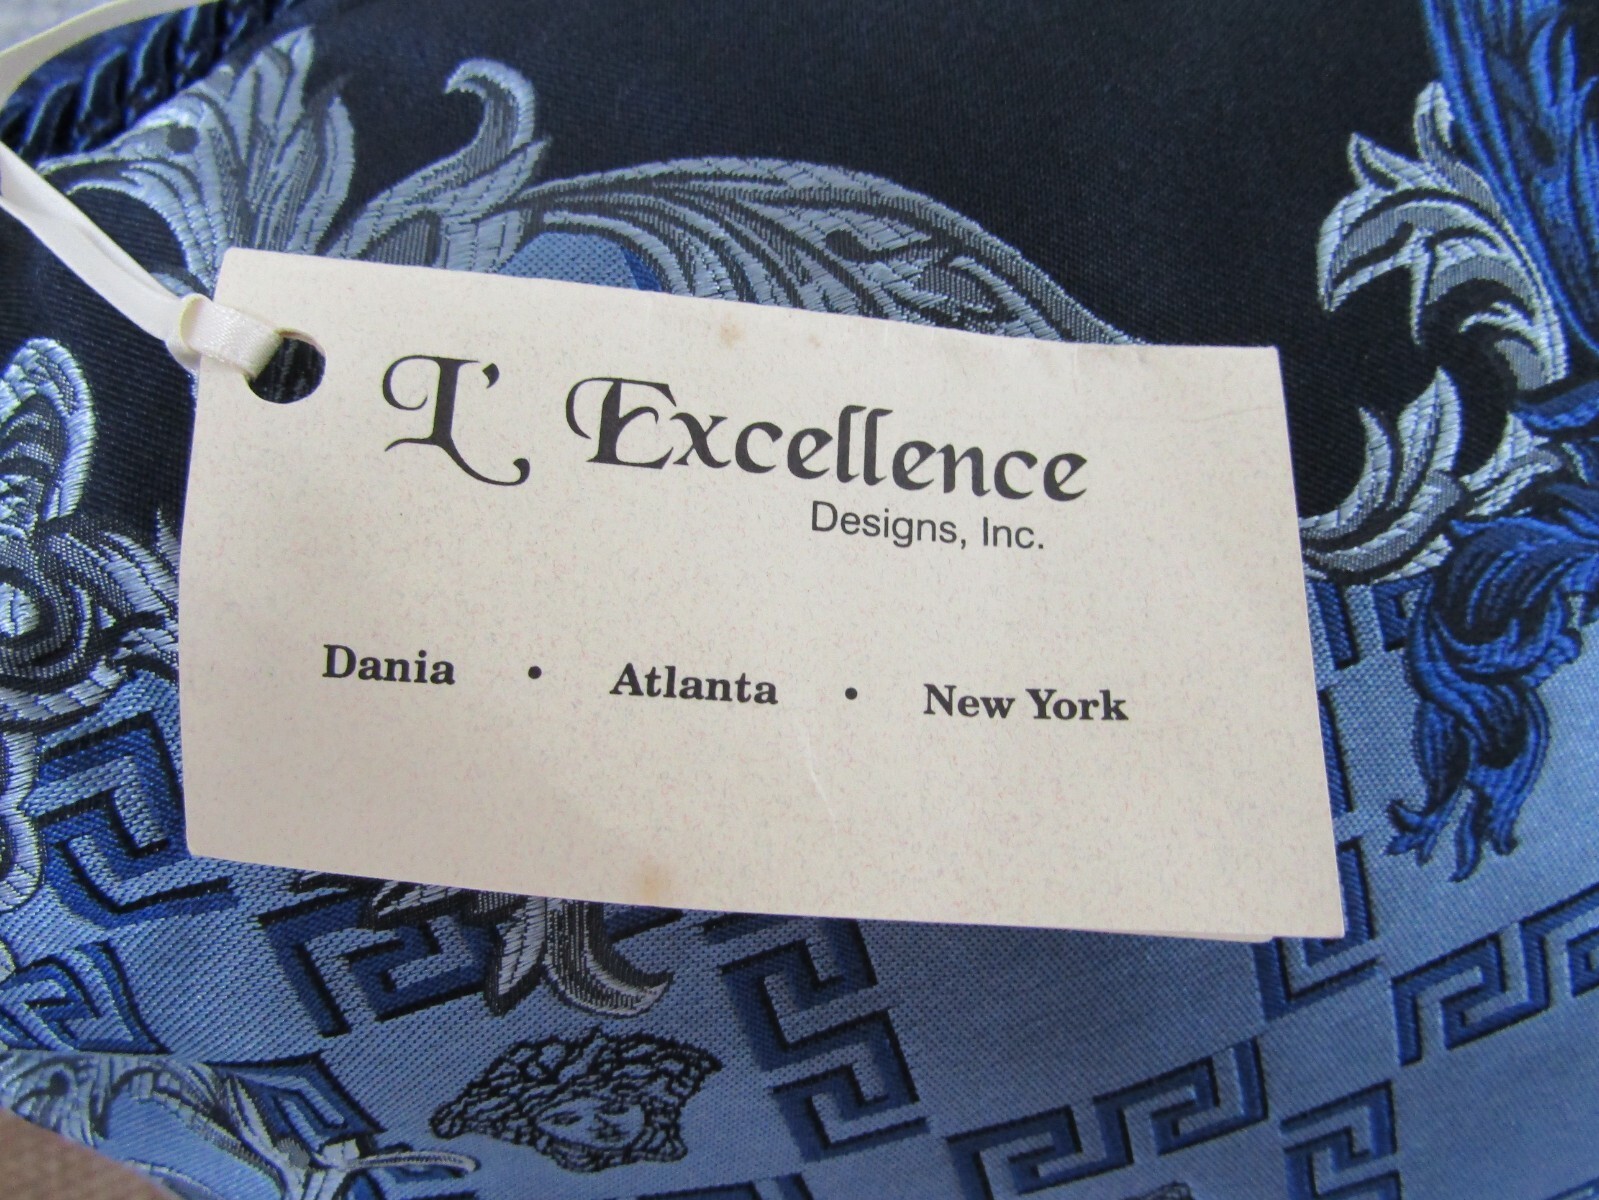 L' Excellence
Designs, Inc.
Dania • Atlanta • New York